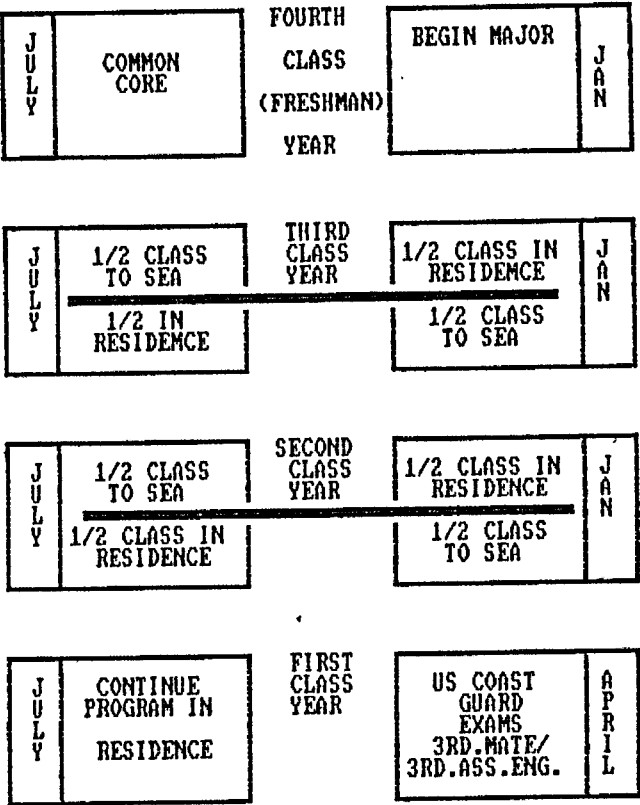 JULY
COMMON
CORE
FOURTH
CLASS
(FRESHMAN)
YEAR
BEGIN MAJOR
JAN
JULY
1/2 CLASS
TO SEA
1/2 IN
RESIDEMCE
THIRD
CLASS
YEAR
1/2 CLASS IN
RESIDEMCE
1/2 CLASS
TO SEA
JAN
JULY
1/2 CLASS
TO SEA
1/2 CLASS IN
RESIDENCE
SECOND
CLASS
YEAR
1/2 CLASS IN
RESIDENCE
1/2 CLASS
TO SEA
JAN
JULY
CONTINUE
PROGRAM IN
RESIDENCE
FIRST
CLASS
YEAR
US COAST
GUARD
EXAMS
3RD.MATE/
3RD.ASS.ENG.
APRIL